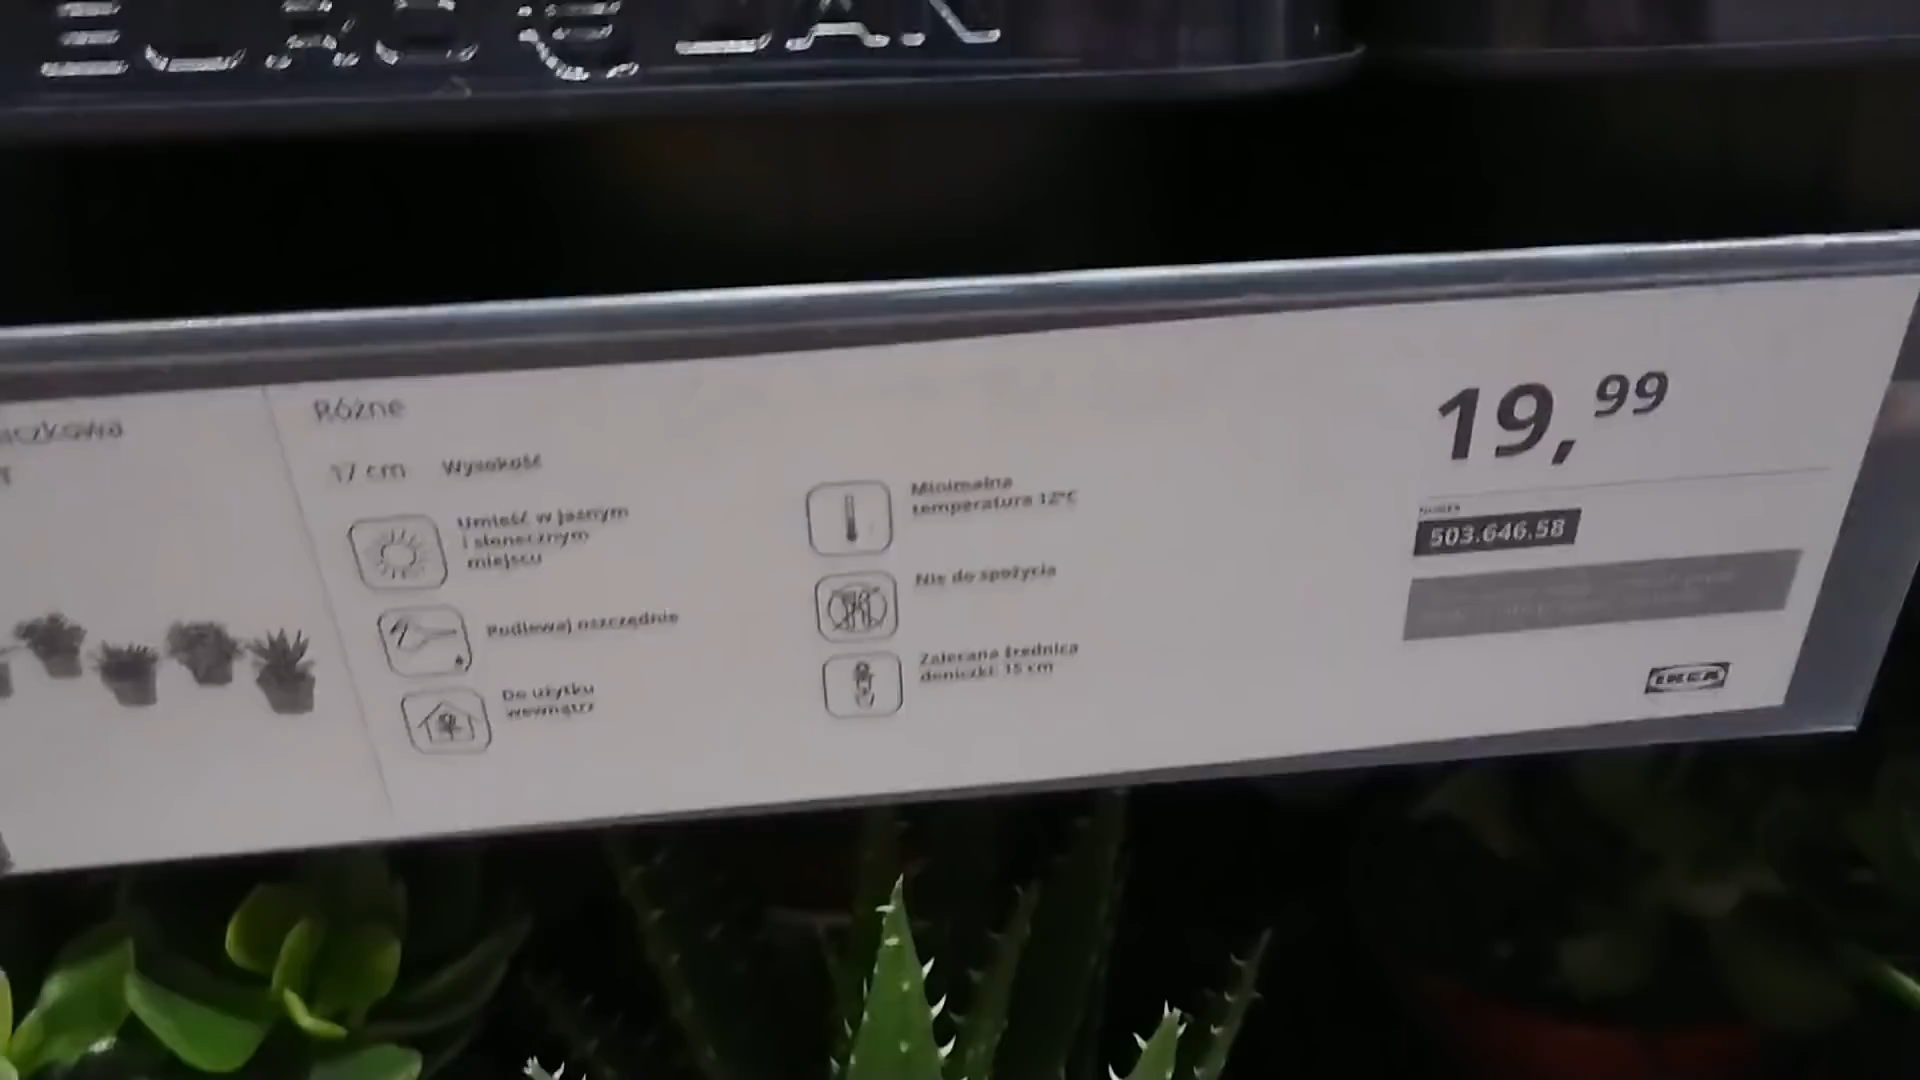 Różne
17 cm Wysokość
Umieść w jasnym
i słonecznym
miejscu
Podlewaj oszczędnie
Do użytku
wewnątrz
Minimalna
temperatura 12°C
Nie do spożycia
Zalecana średnica
doniczki: 15 cm
19,99
503.646.58
IKEA